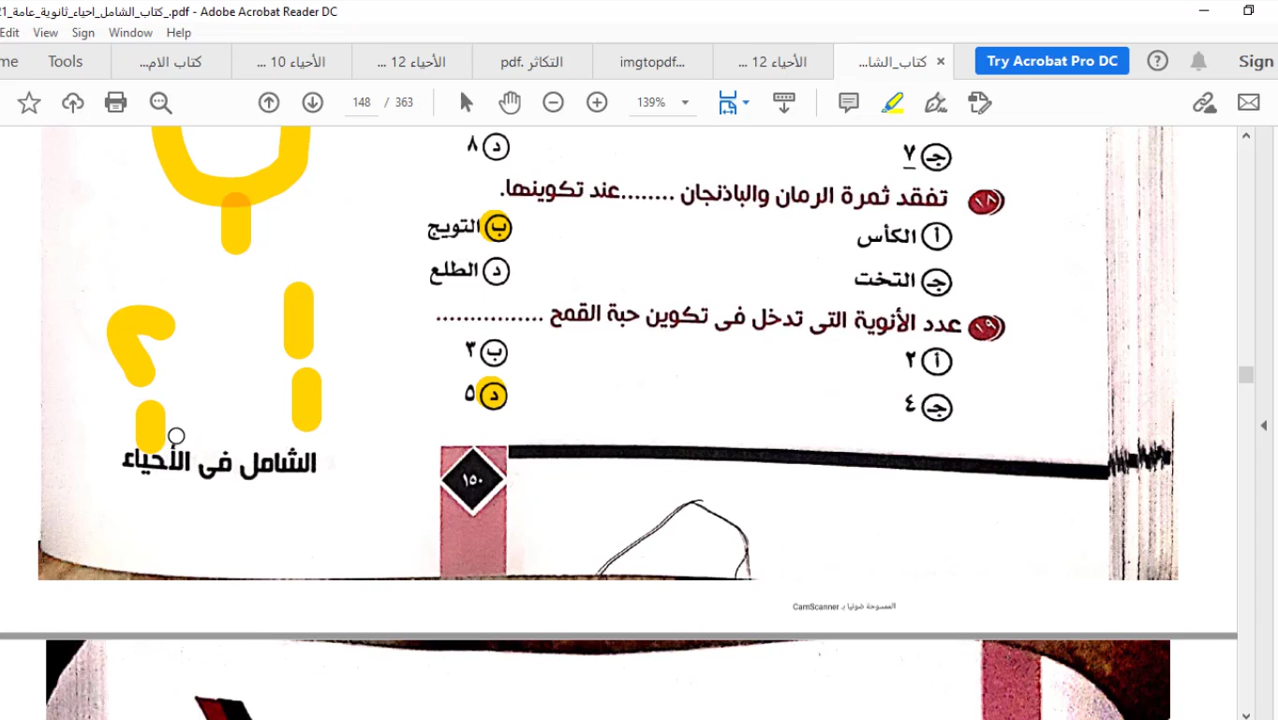 كتاب_الشامل_احياء_ثانوية_عامة_21.pdf - Adobe Acrobat Reader DC
Edit View Sign Window Help
me Tools كتاب الام... الأحياء 10 ... الأحياء 12 ... التكاثر .pdf imgtopdf... الأحياء 12 ... كتاب_الشا... × Try Acrobat Pro DC ? Sign
148 / 363 139%
جـ ٧ د ٨
١٨ تفقد ثمرة الرمان والباذنجان ........عند تكوينها.
أ الكأس ب التويج
جـ التخت د الطلع
١٩ عدد الأنوية التى تدخل فى تكوين حبة القمح ................
أ ٢ ب ٣
جـ ٤ د ٥
١٥٠ الشامل فى الأحياء
الممسوحة ضوئيا بـ CamScanner